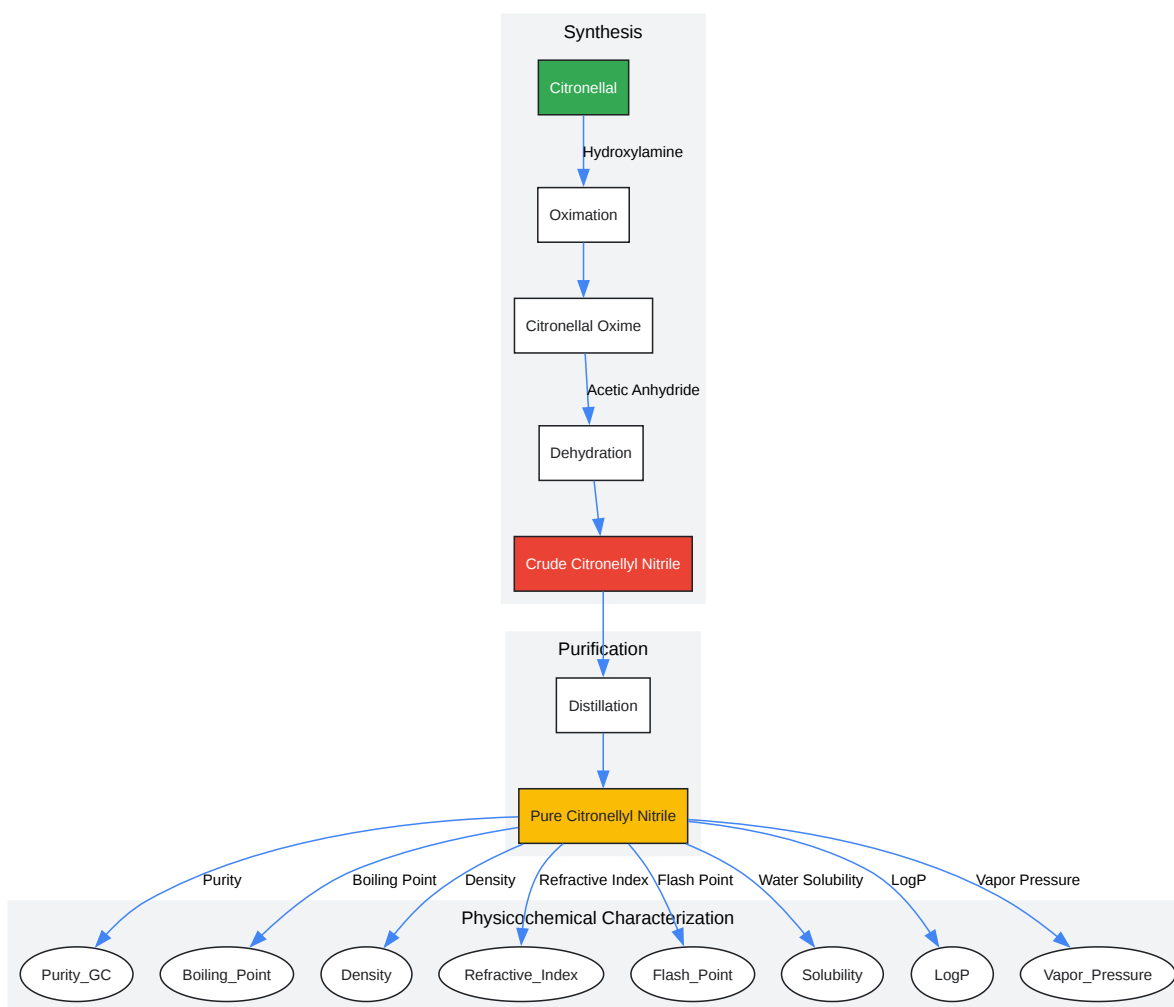 Synthesis
Citronellal
Hydroxylamine
Oximation
Citronellal Oxime
Acetic Anhydride
Dehydration
Crude Citronellyl Nitrile
Purification
Distillation
Pure Citronellyl Nitrile
Purity
Boiling Point
Density
Refractive Index
Flash Point
Water Solubility
LogP
Vapor Pressure
Physicochemical Characterization
Purity_GC
Boiling_Point
Density
Refractive_Index
Flash_Point
Solubility
LogP
Vapor_Pressure